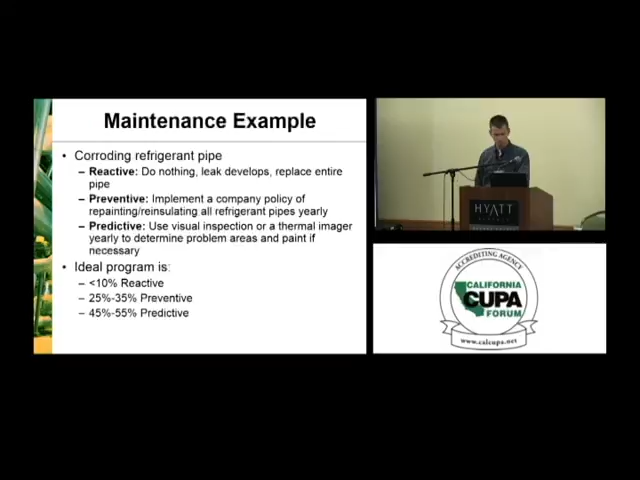 Maintenance Example
• Corroding refrigerant pipe
– Reactive: Do nothing, leak develops, replace entire
pipe
– Preventive: Implement a company policy of
repainting/reinsulating all refrigerant pipes yearly
– Predictive: Use visual inspection or a thermal imager
yearly to determine problem areas and paint if
necessary
• Ideal program is:
– <10% Reactive
– 25%-35% Preventive
– 45%-55% Predictive
HYATT
ACCREDITING AGENCY
CALIFORNIA
CUPA
FORUM
www.calcupa.net